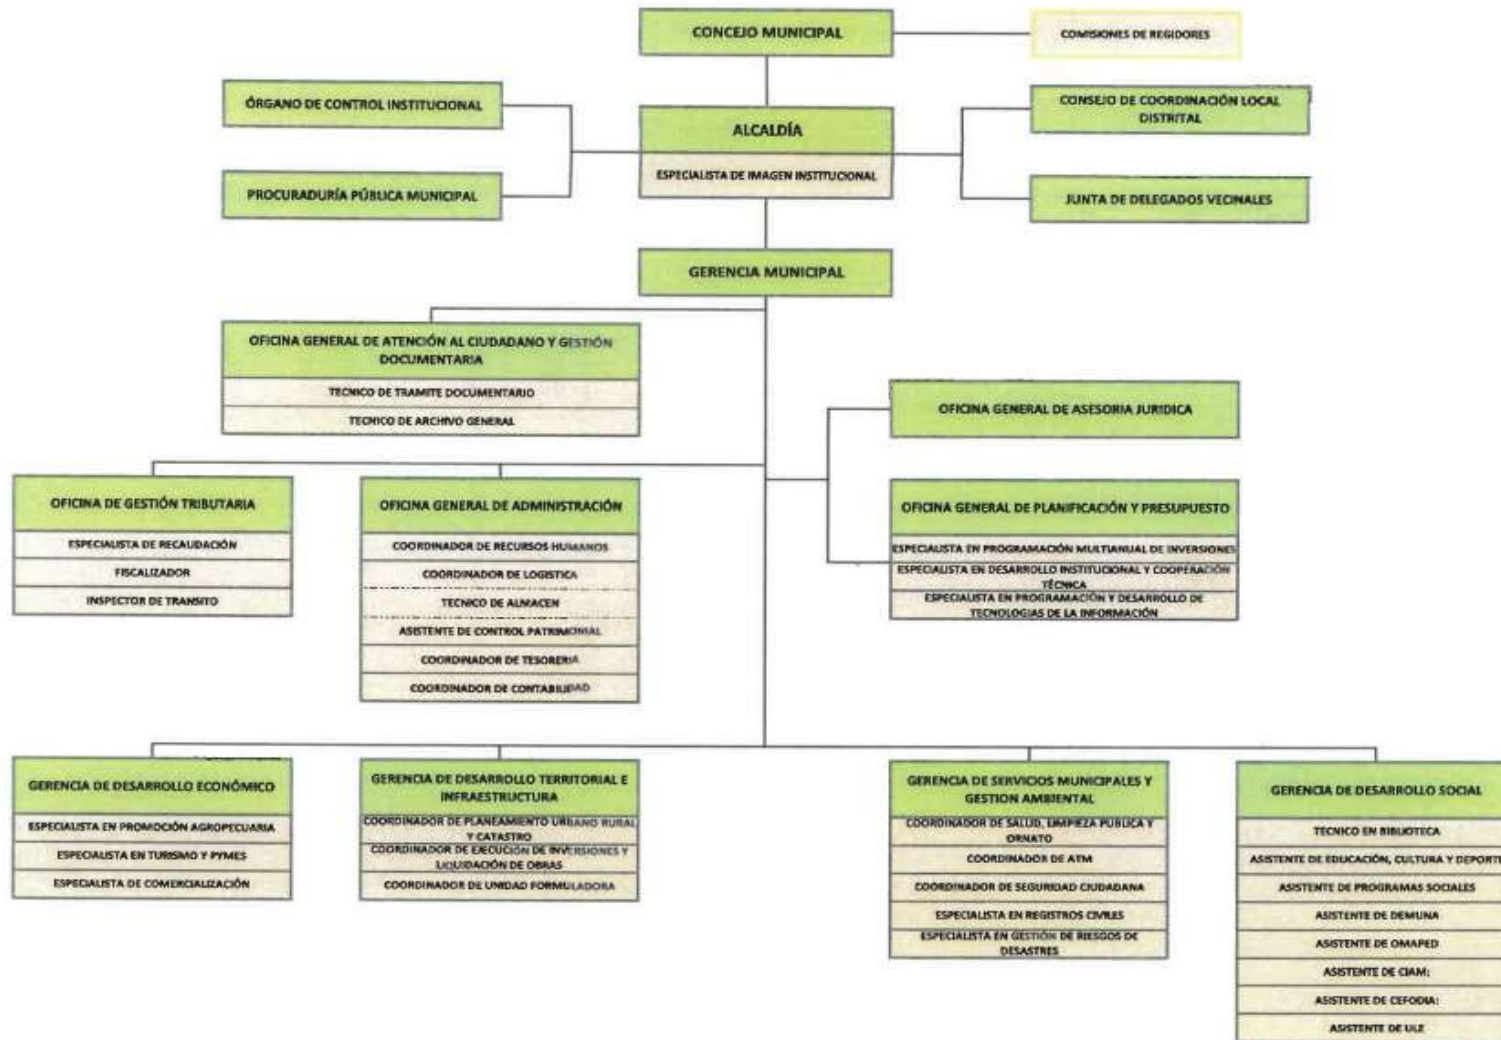 CONCEJO MUNICIPAL
COMISIONES DE REGIDORES
ÓRGANO DE CONTROL INSTITUCIONAL
CONSEJO DE COORDINACIÓN LOCAL
DISTRITAL
ALCALDÍA
ESPECIALISTA DE IMAGEN INSTITUCIONAL
PROCURADURÍA PÚBLICA MUNICIPAL
JUNTA DE DELEGADOS VECINALES
GERENCIA MUNICIPAL
OFICINA GENERAL DE ATENCIÓN AL CIUDADANO Y GESTIÓN
DOCUMENTARIA
TECNICO DE TRAMITE DOCUMENTARIO
TECNICO DE ARCHIVO GENERAL
OFICINA GENERAL DE ASESORIA JURIDICA
OFICINA DE GESTIÓN TRIBUTARIA
ESPECIALISTA DE RECAUDACIÓN
FISCALIZADOR
INSPECTOR DE TRANSITO
OFICINA GENERAL DE ADMINISTRACIÓN
COORDINADOR DE RECURSOS HUMANOS
COORDINADOR DE LOGISTICA
TECNICO DE ALMACEN
ASISTENTE DE CONTROL PATRIMONIAL
COORDINADOR DE TESORERIA
COORDINADOR DE CONTABILIDAD
OFICINA GENERAL DE PLANIFICACIÓN Y PRESUPUESTO
ESPECIALISTA EN PROGRAMACIÓN MULTIANUAL DE INVERSIONES
ESPECIALISTA EN DESARROLLO INSTITUCIONAL Y COOPERACIÓN
TÉCNICA
ESPECIALISTA EN PROGRAMACIÓN Y DESARROLLO DE
TECNOLOGIAS DE LA INFORMACIÓN
GERENCIA DE DESARROLLO ECONÓMICO
ESPECIALISTA EN PROMOCIÓN AGROPECUARIA
ESPECIALISTA EN TURISMO Y PYMES
ESPECIALISTA DE COMERCIALIZACIÓN
GERENCIA DE DESARROLLO TERRITORIAL E
INFRAESTRUCTURA
COORDINADOR DE PLANEAMIENTO URBANO RURAL
Y CATASTRO
COORDINADOR DE EJECUCIÓN DE INVERSIONES Y
LIQUIDACIÓN DE OBRAS
COORDINADOR DE UNIDAD FORMULADORA
GERENCIA DE SERVICIOS MUNICIPALES Y
GESTION AMBIENTAL
COORDINADOR DE SALUD, LIMPIEZA PUBLICA Y
ORNATO
COORDINADOR DE ATM
COORDINADOR DE SEGURIDAD CIUDADANA
ESPECIALISTA EN REGISTROS CIVILES
ESPECIALISTA EN GESTIÓN DE RIESGOS DE
DESASTRES
GERENCIA DE DESARROLLO SOCIAL
TECNICO EN BIBLIOTECA
ASISTENTE DE EDUCACIÓN, CULTURA Y DEPORTE
ASISTENTE DE PROGRAMAS SOCIALES
ASISTENTE DE DEMUNA
ASISTENTE DE OMAPED
ASISTENTE DE CIAM;
ASISTENTE DE CEFODIA:
ASISTENTE DE ULE